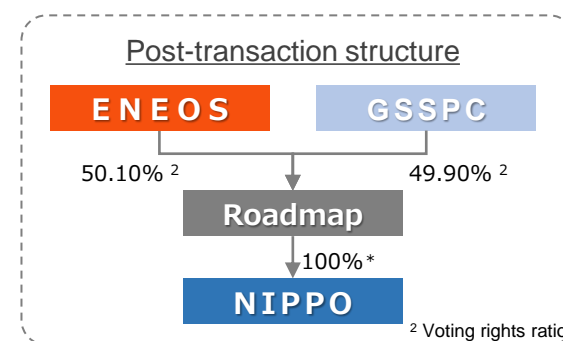 Post-transaction structure
ENEOS GSSPC
50.10% ² 49.90% ²
Roadmap
100%*
NIPPO
² Voting rights ratio